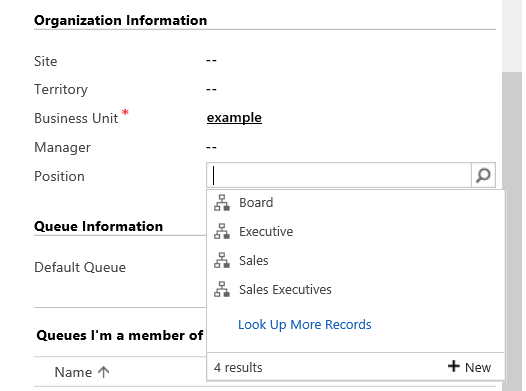 Organization Information
Site --
Territory --
Business Unit * example
Manager --
Position
Board
Executive
Sales
Sales Executives
Look Up More Records
4 results + New
Queue Information
Default Queue
Queues I'm a member of
Name ↑